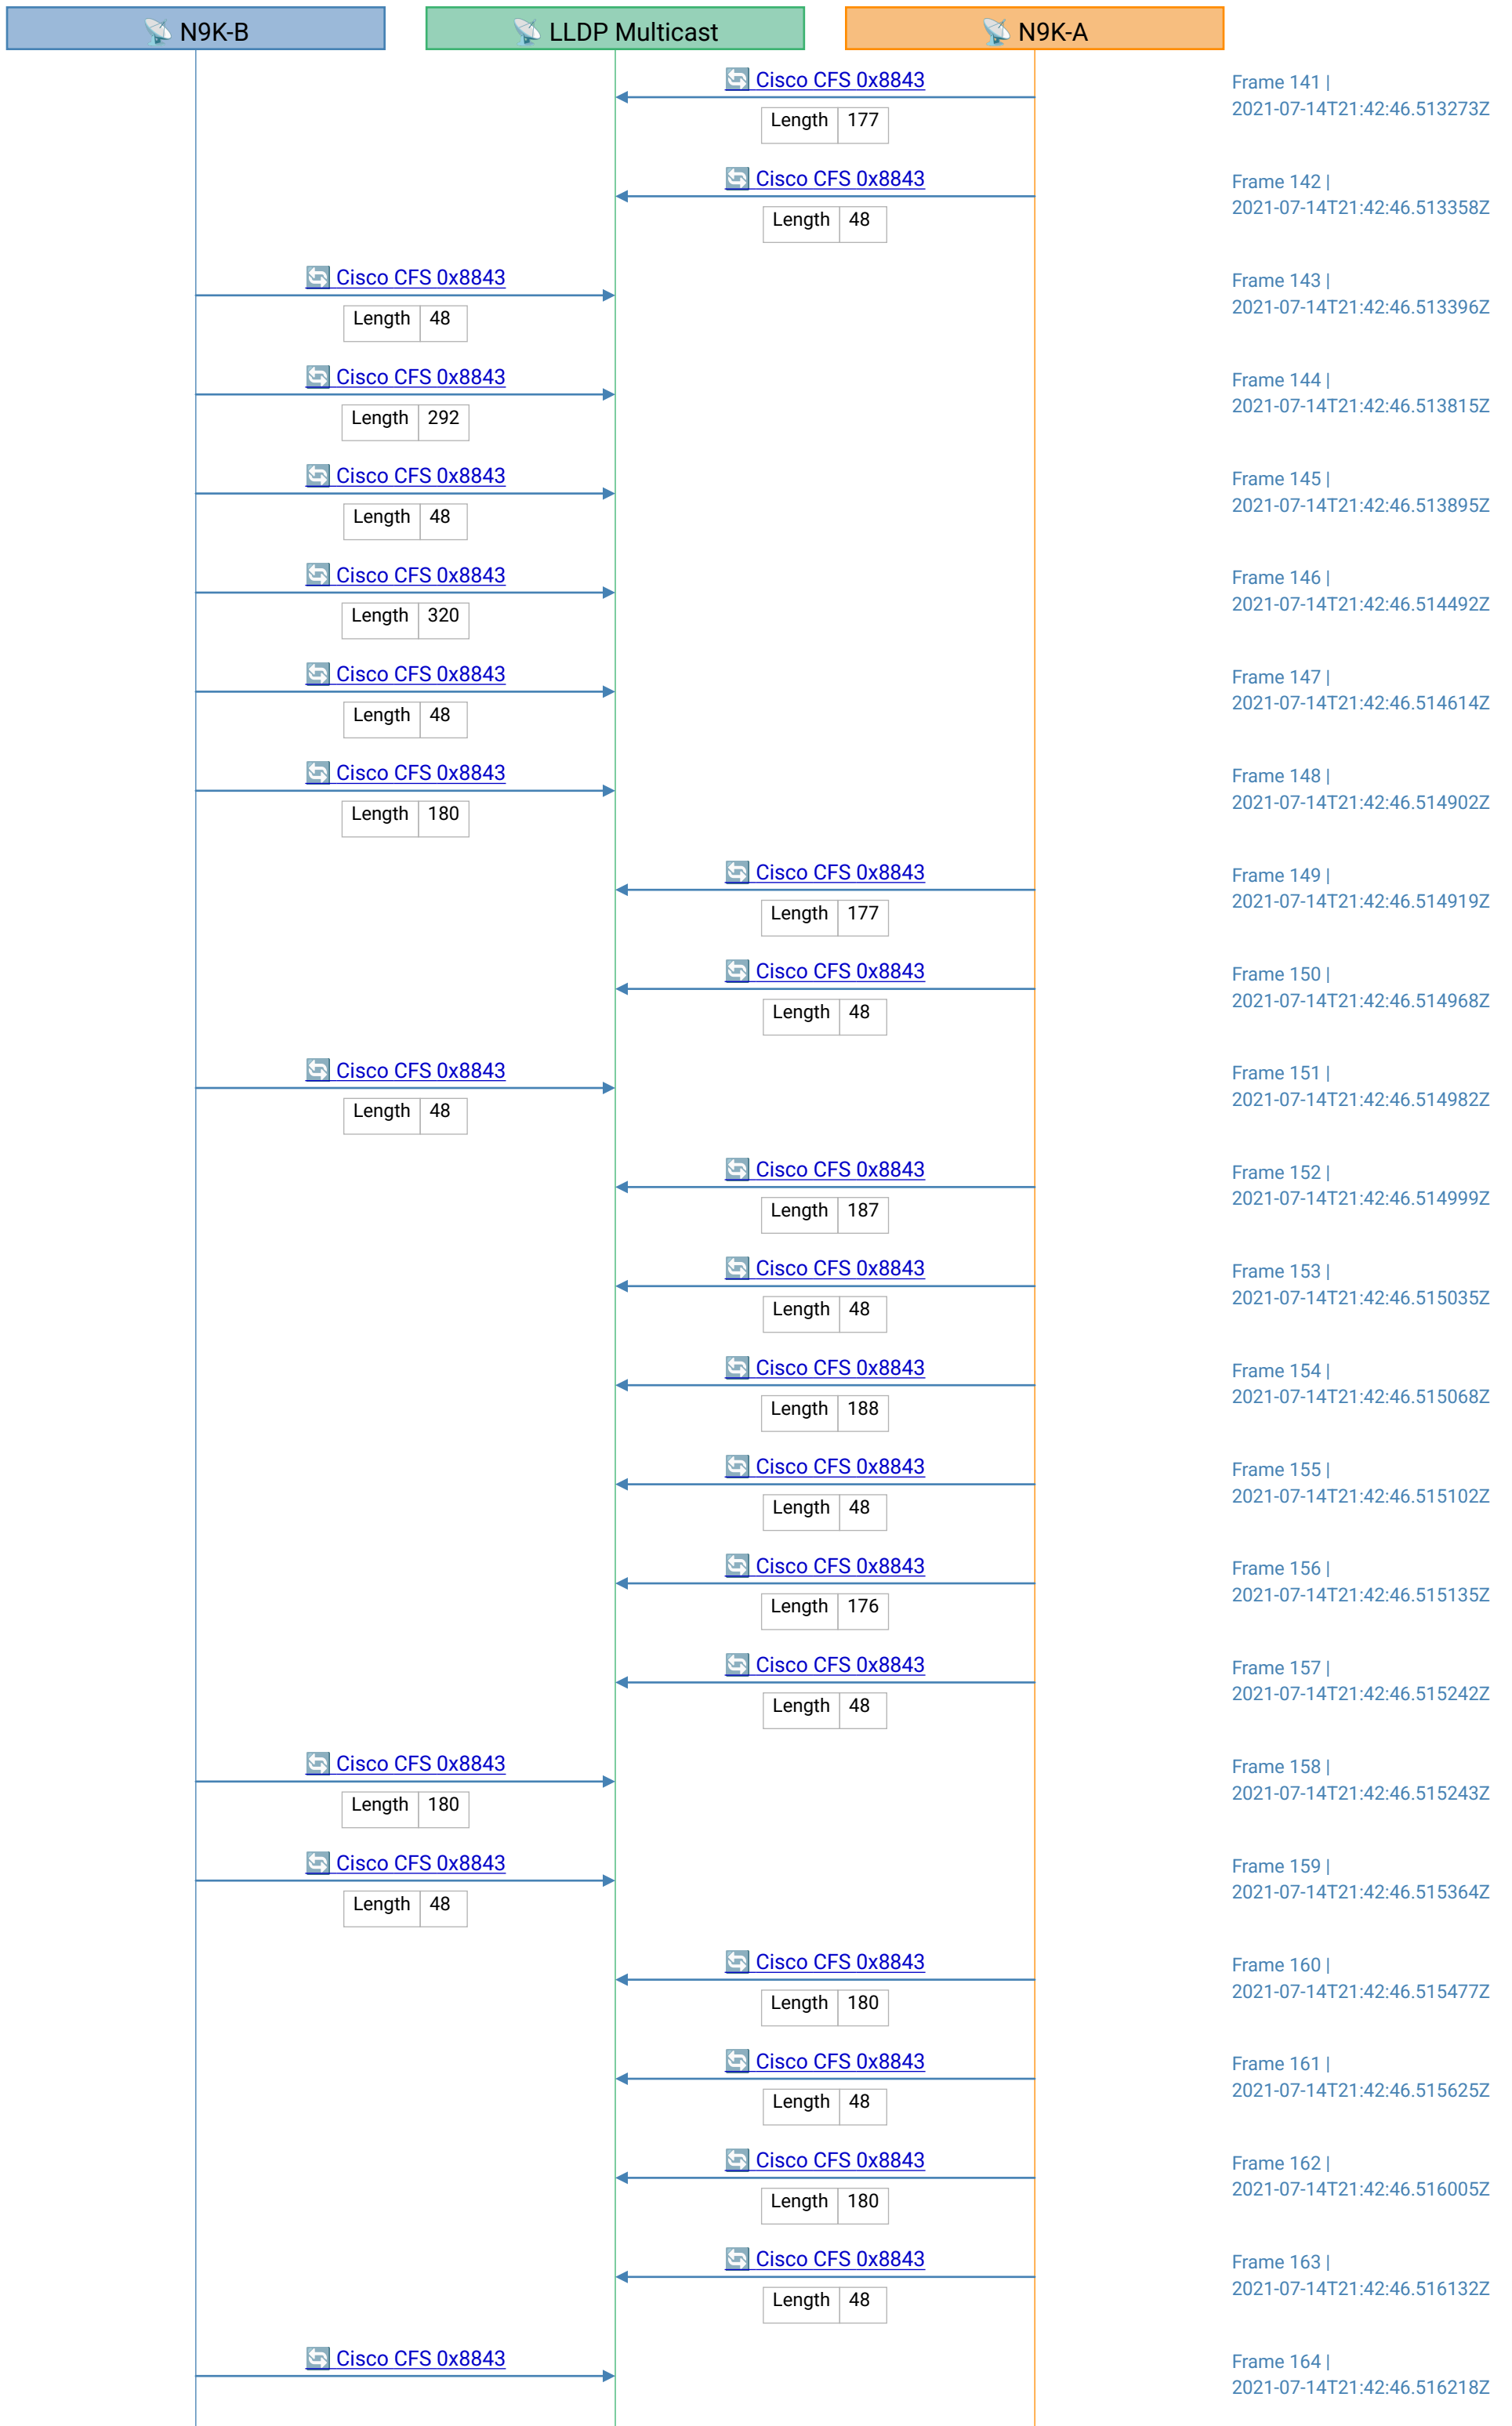 N9K-B
LLDP Multicast
N9K-A
Cisco CFS 0x8843
Frame 141 |
2021-07-14T21:42:46.513273Z
Length 177
Cisco CFS 0x8843
Frame 142 |
2021-07-14T21:42:46.513358Z
Length 48
Cisco CFS 0x8843
Frame 143 |
2021-07-14T21:42:46.513396Z
Length 48
Cisco CFS 0x8843
Frame 144 |
2021-07-14T21:42:46.513815Z
Length 292
Cisco CFS 0x8843
Frame 145 |
2021-07-14T21:42:46.513895Z
Length 48
Cisco CFS 0x8843
Frame 146 |
2021-07-14T21:42:46.514492Z
Length 320
Cisco CFS 0x8843
Frame 147 |
2021-07-14T21:42:46.514614Z
Length 48
Cisco CFS 0x8843
Frame 148 |
2021-07-14T21:42:46.514902Z
Length 180
Cisco CFS 0x8843
Frame 149 |
2021-07-14T21:42:46.514919Z
Length 177
Cisco CFS 0x8843
Frame 150 |
2021-07-14T21:42:46.514968Z
Length 48
Cisco CFS 0x8843
Frame 151 |
2021-07-14T21:42:46.514982Z
Length 48
Cisco CFS 0x8843
Frame 152 |
2021-07-14T21:42:46.514999Z
Length 187
Cisco CFS 0x8843
Frame 153 |
2021-07-14T21:42:46.515035Z
Length 48
Cisco CFS 0x8843
Frame 154 |
2021-07-14T21:42:46.515068Z
Length 188
Cisco CFS 0x8843
Frame 155 |
2021-07-14T21:42:46.515102Z
Length 48
Cisco CFS 0x8843
Frame 156 |
2021-07-14T21:42:46.515135Z
Length 176
Cisco CFS 0x8843
Frame 157 |
2021-07-14T21:42:46.515242Z
Length 48
Cisco CFS 0x8843
Frame 158 |
2021-07-14T21:42:46.515243Z
Length 180
Cisco CFS 0x8843
Frame 159 |
2021-07-14T21:42:46.515364Z
Length 48
Cisco CFS 0x8843
Frame 160 |
2021-07-14T21:42:46.515477Z
Length 180
Cisco CFS 0x8843
Frame 161 |
2021-07-14T21:42:46.515625Z
Length 48
Cisco CFS 0x8843
Frame 162 |
2021-07-14T21:42:46.516005Z
Length 180
Cisco CFS 0x8843
Frame 163 |
2021-07-14T21:42:46.516132Z
Length 48
Cisco CFS 0x8843
Frame 164 |
2021-07-14T21:42:46.516218Z